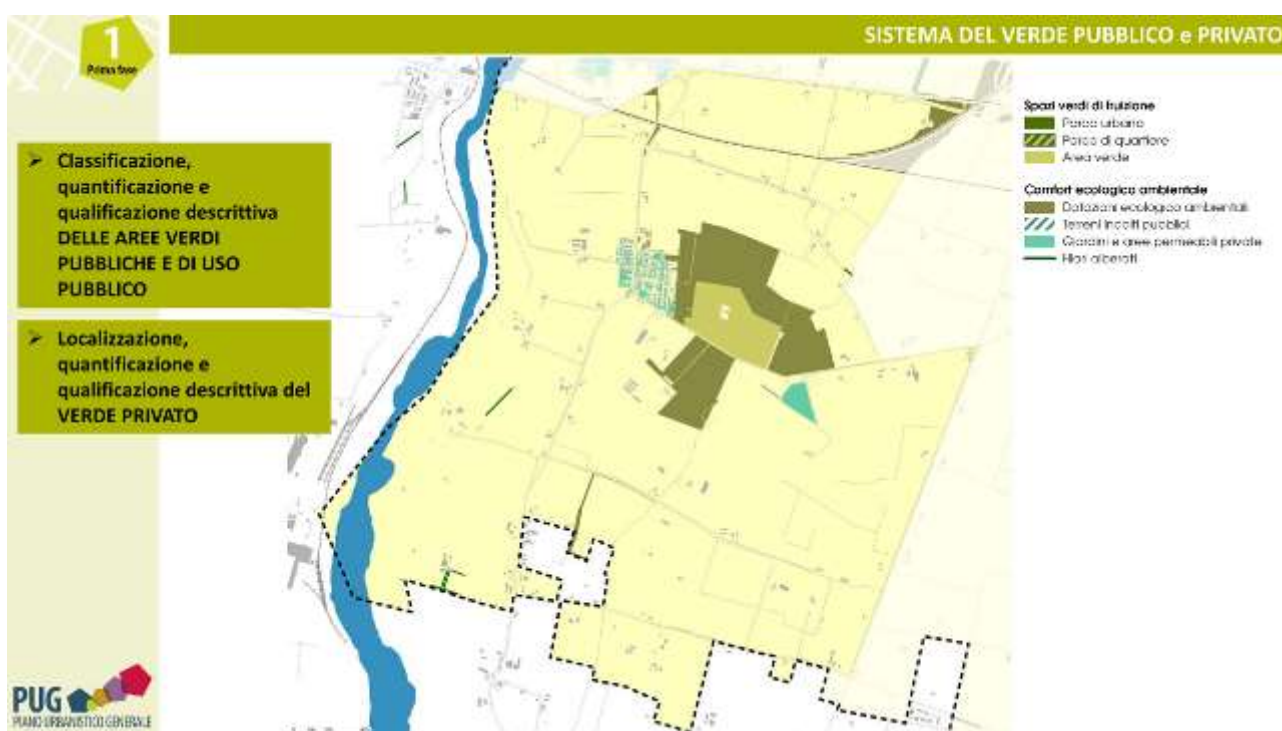 1
Prima fase
SISTEMA DEL VERDE PUBBLICO e PRIVATO
➢ Classificazione,
quantificazione e
qualificazione descrittiva
DELLE AREE VERDI
PUBBLICHE E DI USO
PUBBLICO
➢ Localizzazione,
quantificazione e
qualificazione descrittiva del
VERDE PRIVATO
Spazi verdi di fruizione
Parco urbano
Parco di quartiere
Area verde
Comfort ecologico ambientale
Dotazioni ecologico ambientali
Terreni incolti pubblici
Giardini e aree permeabili private
Filari alberati
PUG
PIANO URBANISTICO GENERALE